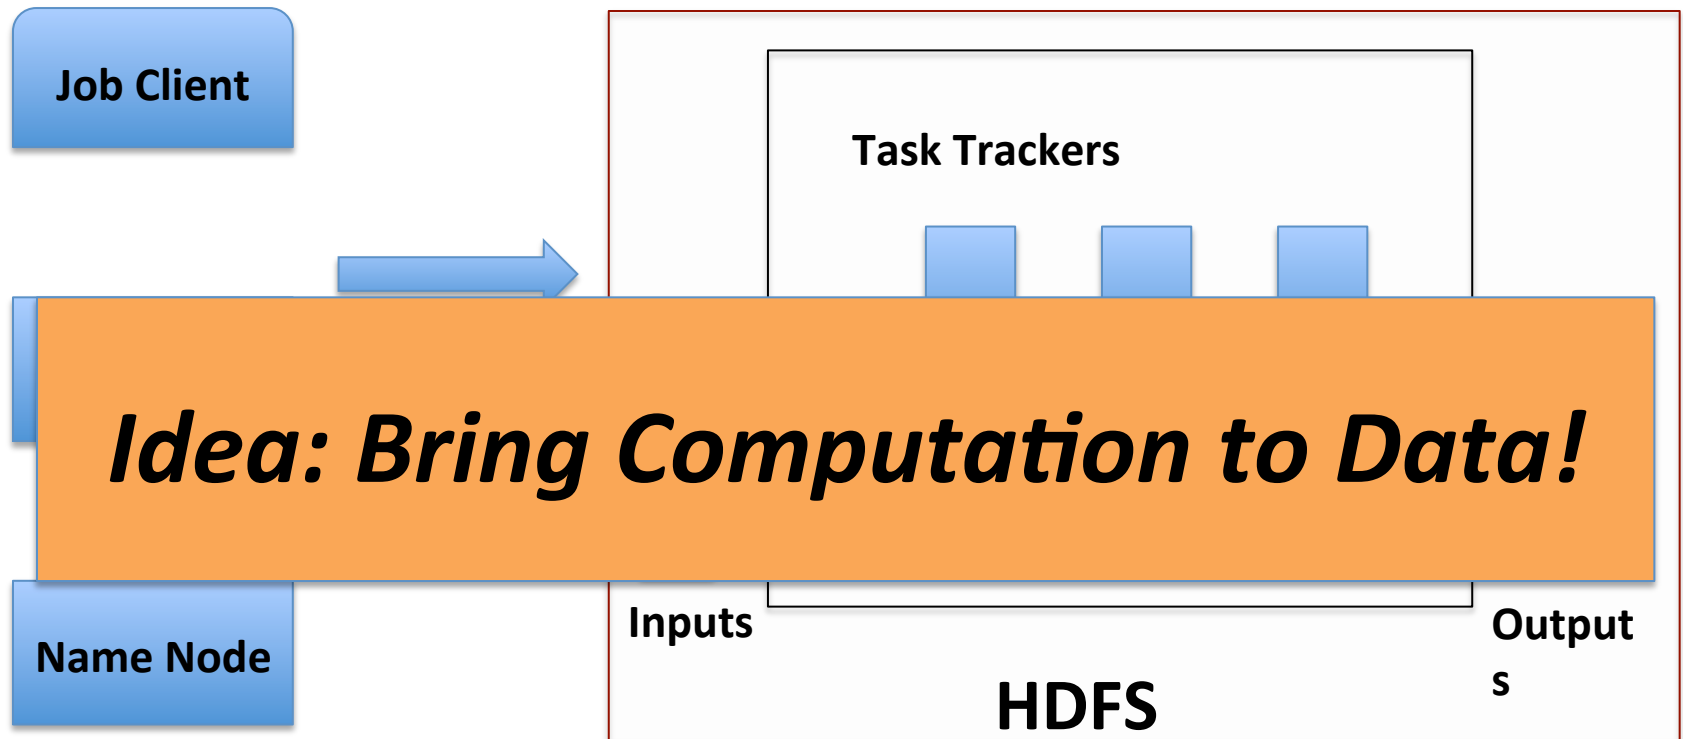 Job Client
Task Trackers
Idea: Bring Computation to Data!
Inputs
Output
s
Name Node
HDFS